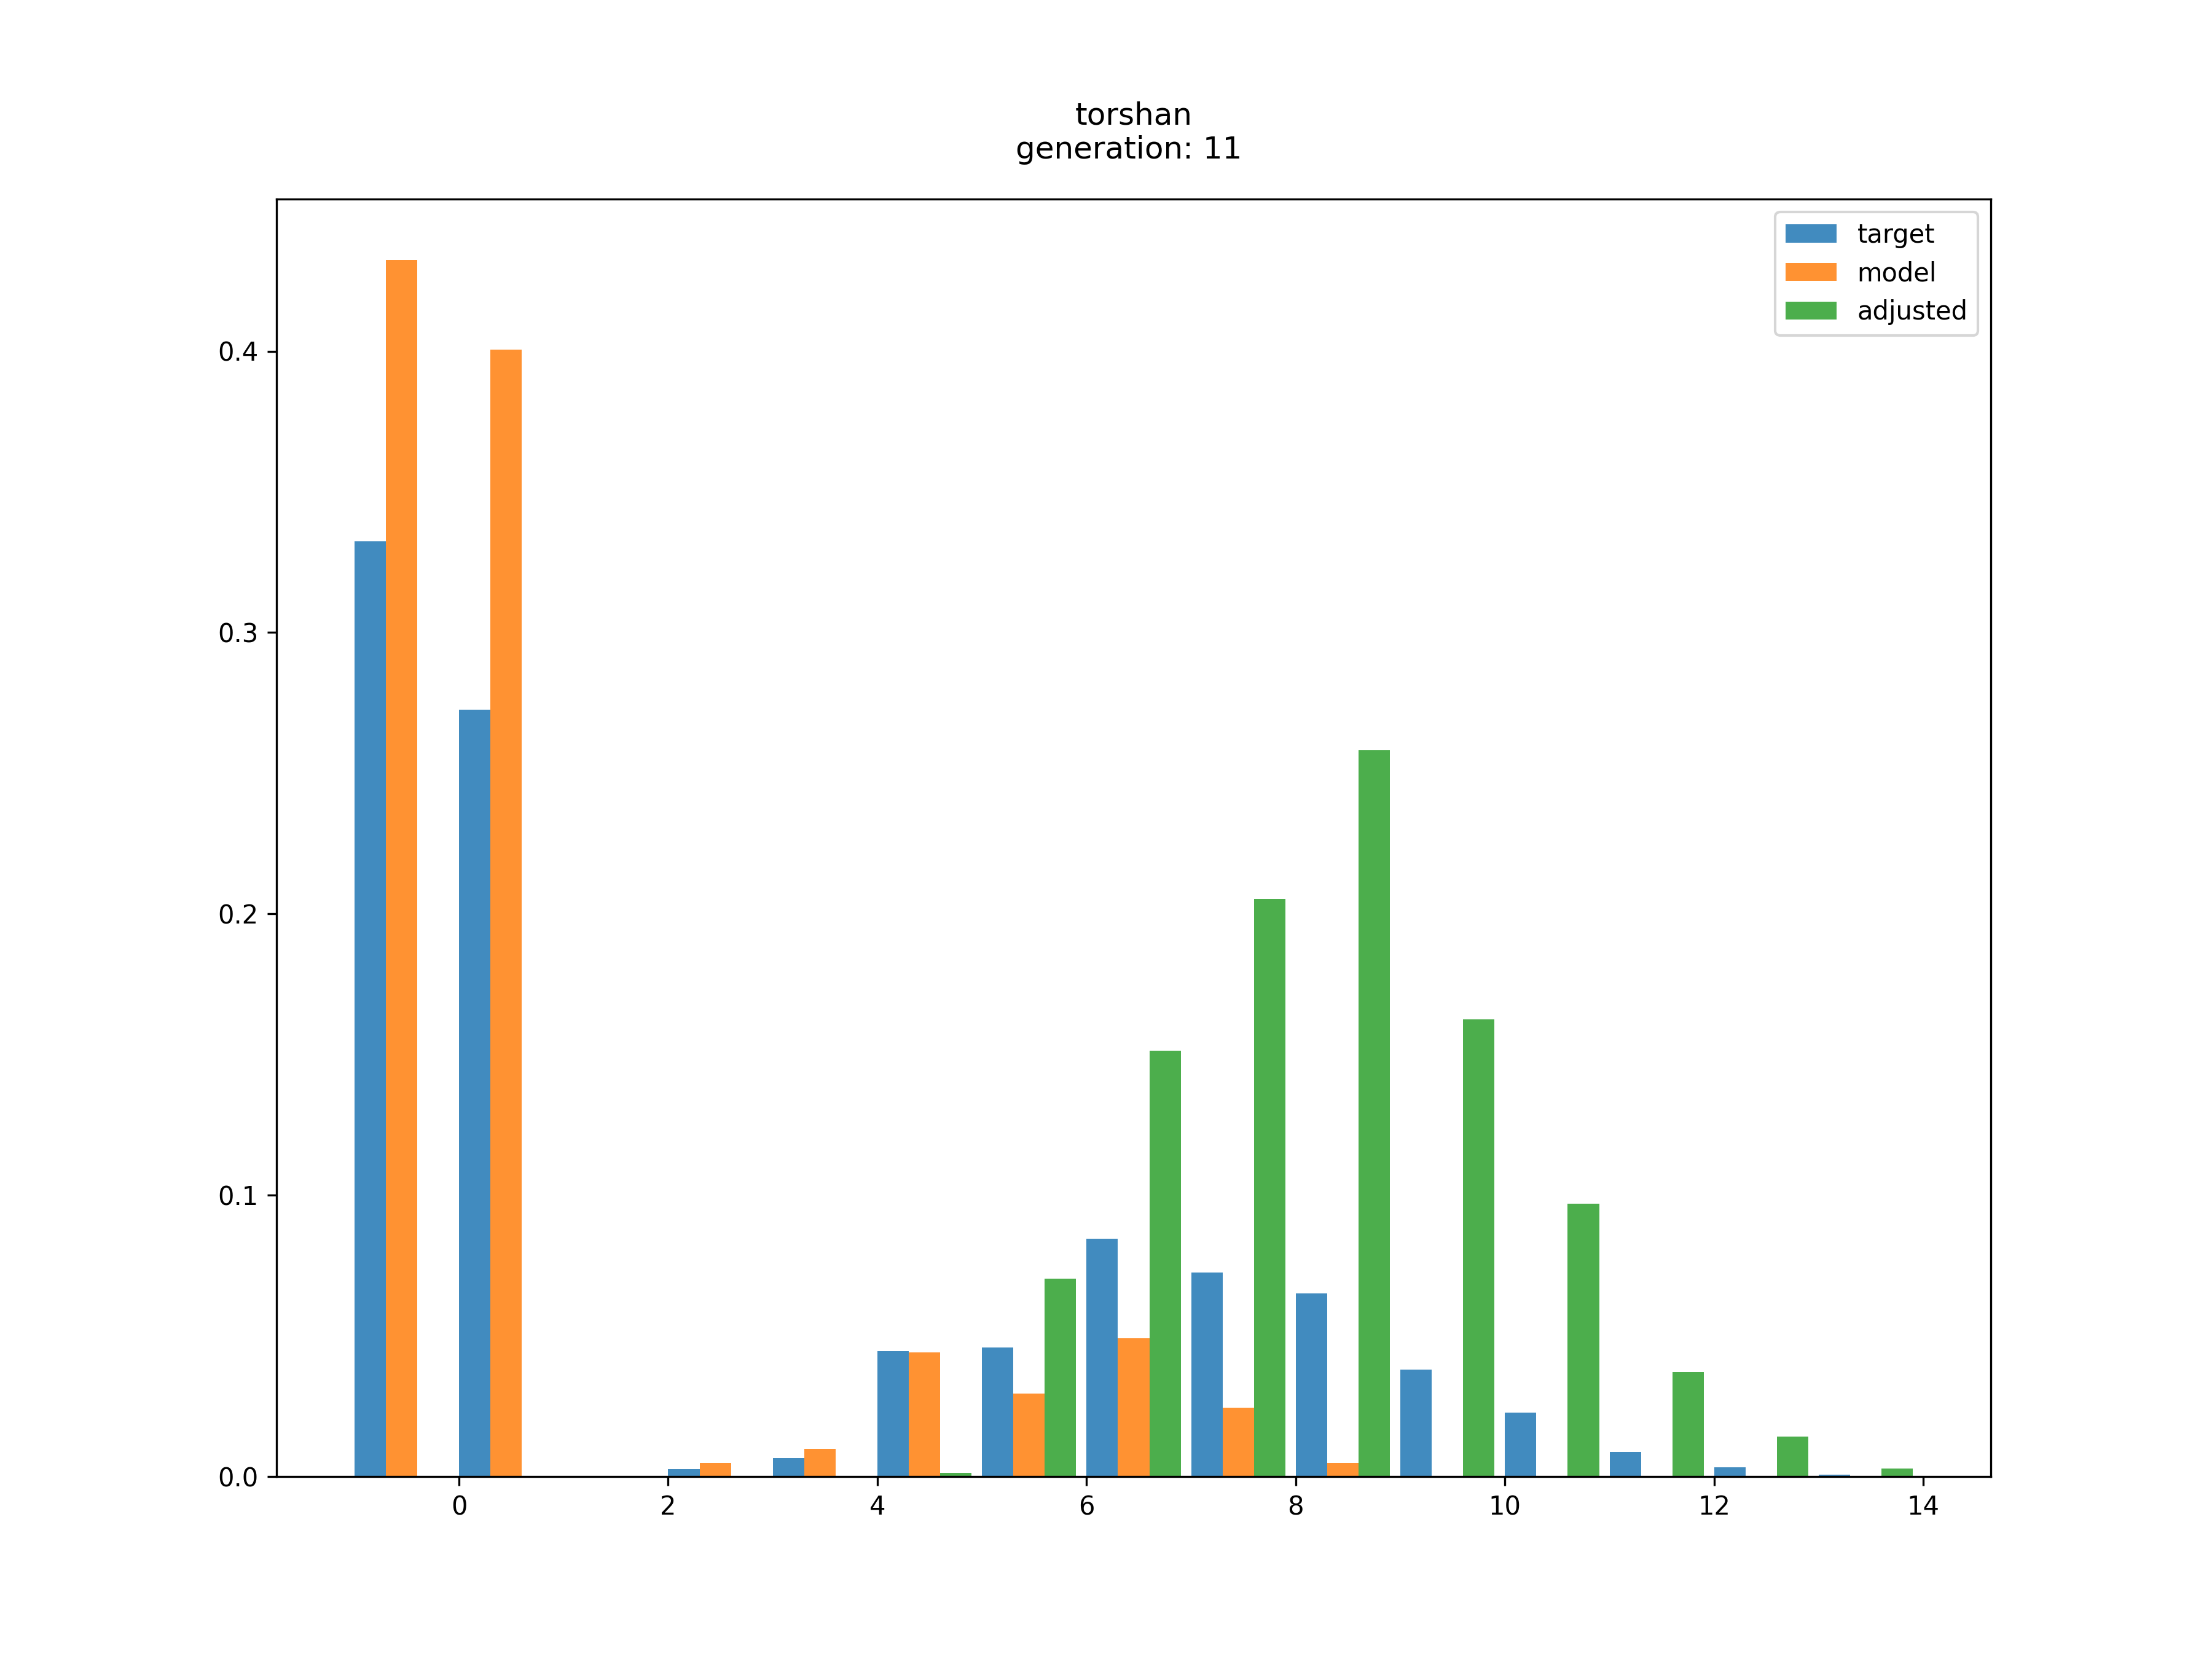 torshan
generation: 11
target
model
adjusted
0.4
0.3
0.2
0.1
0.0
0 2 4 6 8 10 12 14